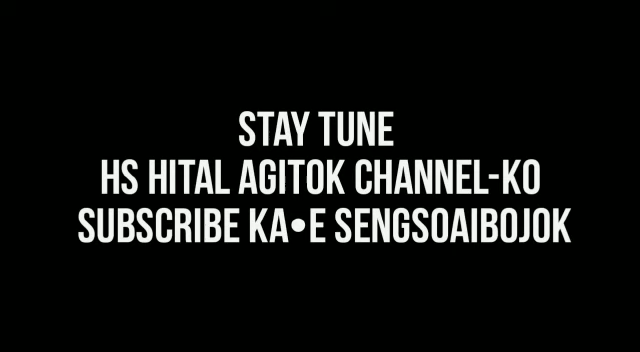 STAY TUNE
HS HITAL AGITOK CHANNEL-KO
SUBSCRIBE KA•E SENGSOAIBOJOK